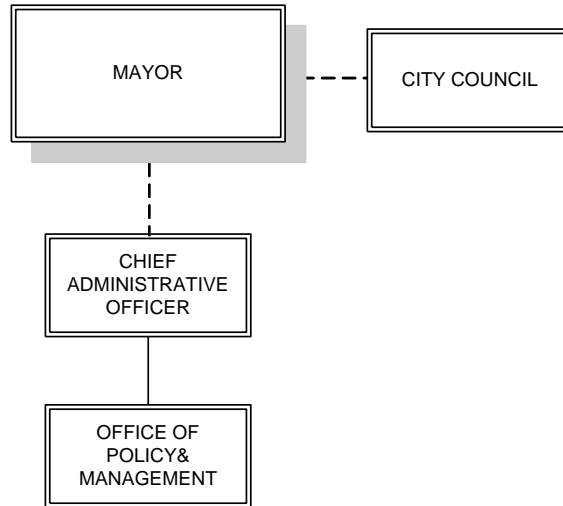 MAYOR
CITY COUNCIL
CHIEF
ADMINISTRATIVE
OFFICER
OFFICE OF
POLICY&
MANAGEMENT